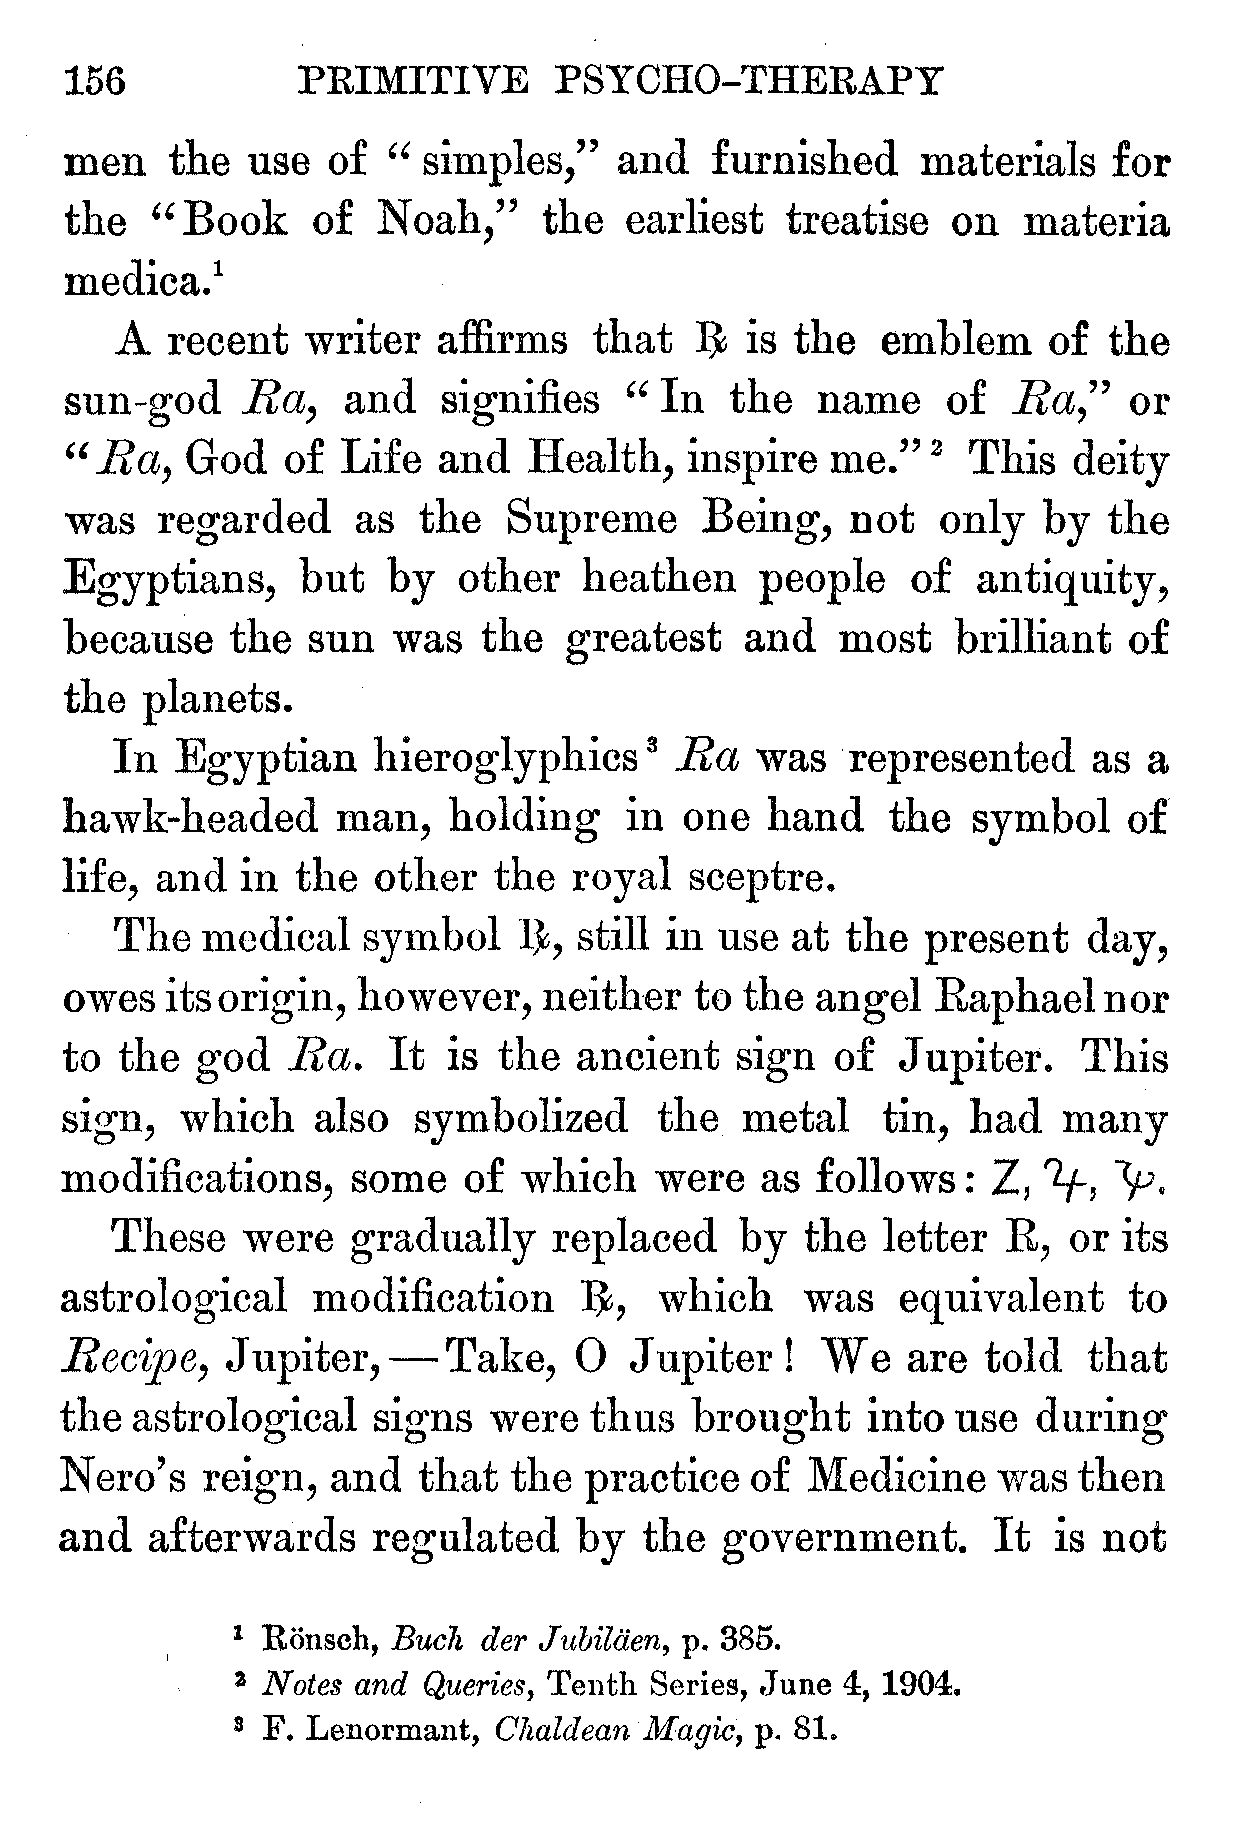 156 PRIMITIVE PSYCHO-THERAPY
men the use of “simples,” and furnished materials for
the “Book of Noah,” the earliest treatise on materia
medica.¹
A recent writer affirms that ℞ is the emblem of the
sun-god Ra, and signifies “In the name of Ra,” or
“Ra, God of Life and Health, inspire me.”² This deity
was regarded as the Supreme Being, not only by the
Egyptians, but by other heathen people of antiquity,
because the sun was the greatest and most brilliant of
the planets.
In Egyptian hieroglyphics³ Ra was represented as a
hawk-headed man, holding in one hand the symbol of
life, and in the other the royal sceptre.
The medical symbol ℞, still in use at the present day,
owes its origin, however, neither to the angel Raphael nor
to the god Ra. It is the ancient sign of Jupiter. This
sign, which also symbolized the metal tin, had many
modifications, some of which were as follows: Z, ♃,
These were gradually replaced by the letter R, or its
astrological modification ℞, which was equivalent to
Recipe, Jupiter,—Take, O Jupiter! We are told that
the astrological signs were thus brought into use during
Nero’s reign, and that the practice of Medicine was then
and afterwards regulated by the government. It is not
¹ Rönsch, Buch der Jubiläen, p. 385.
² Notes and Queries, Tenth Series, June 4, 1904.
³ F. Lenormant, Chaldean Magic, p. 81.